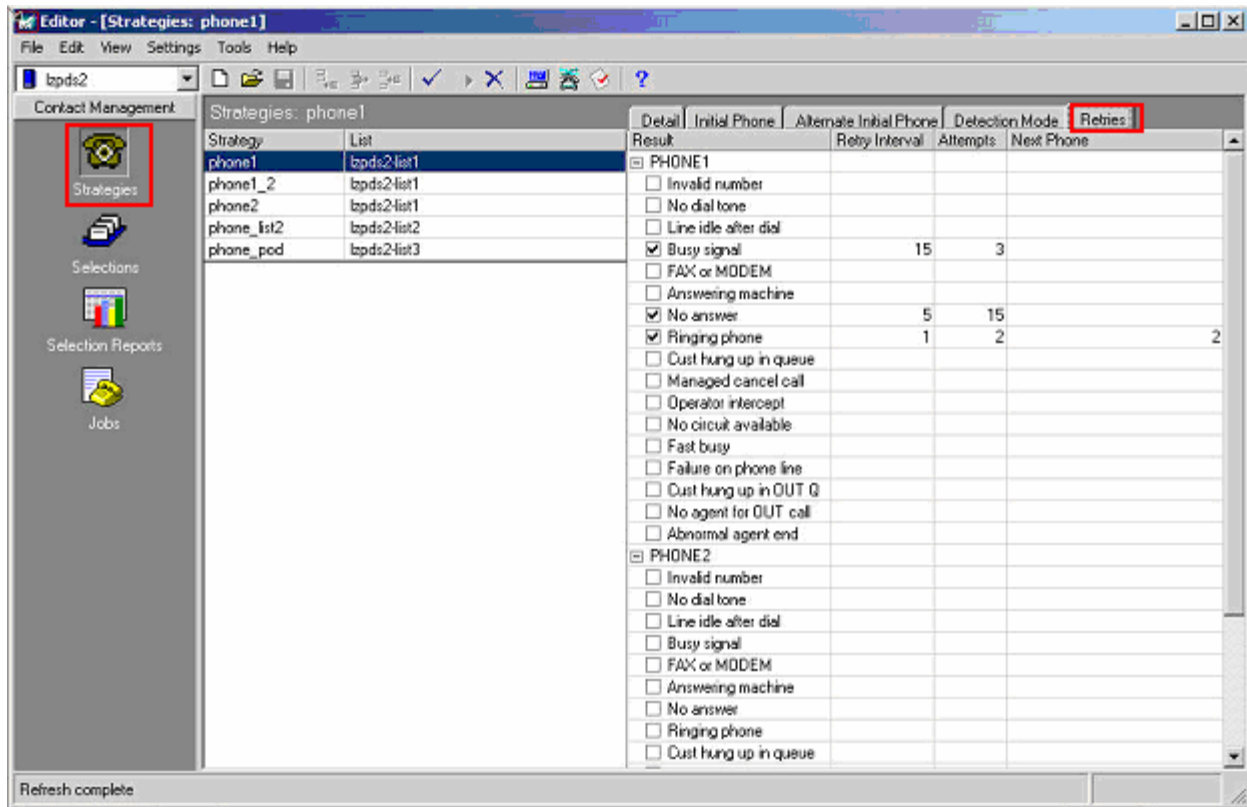 Editor - [Strategies: phone1]
File Edit View Settings Tools Help
lzpds2
Contact Management
Strategies
Selections
Selection Reports
Jobs
Strategies: phone1
Strategy List
phone1 lzpds2-list1
phone1_2 lzpds2-list1
phone2 lzpds2-list1
phone_list2 lzpds2-list2
phone_pod lzpds2-list3
Detail Initial Phone Alternate Initial Phone Detection Mode Retries
Result Retry Interval Attempts Next Phone
PHONE1
Invalid number
No dial tone
Line idle after dial
Busy signal 15 3
FAX or MODEM
Answering machine
No answer 5 15
Ringing phone 1 2 2
Cust hung up in queue
Managed cancel call
Operator intercept
No circuit available
Fast busy
Failure on phone line
Cust hung up in OUT Q
No agent for OUT call
Abnormal agent end
PHONE2
Invalid number
No dial tone
Line idle after dial
Busy signal
FAX or MODEM
Answering machine
No answer
Ringing phone
Cust hung up in queue
Refresh complete